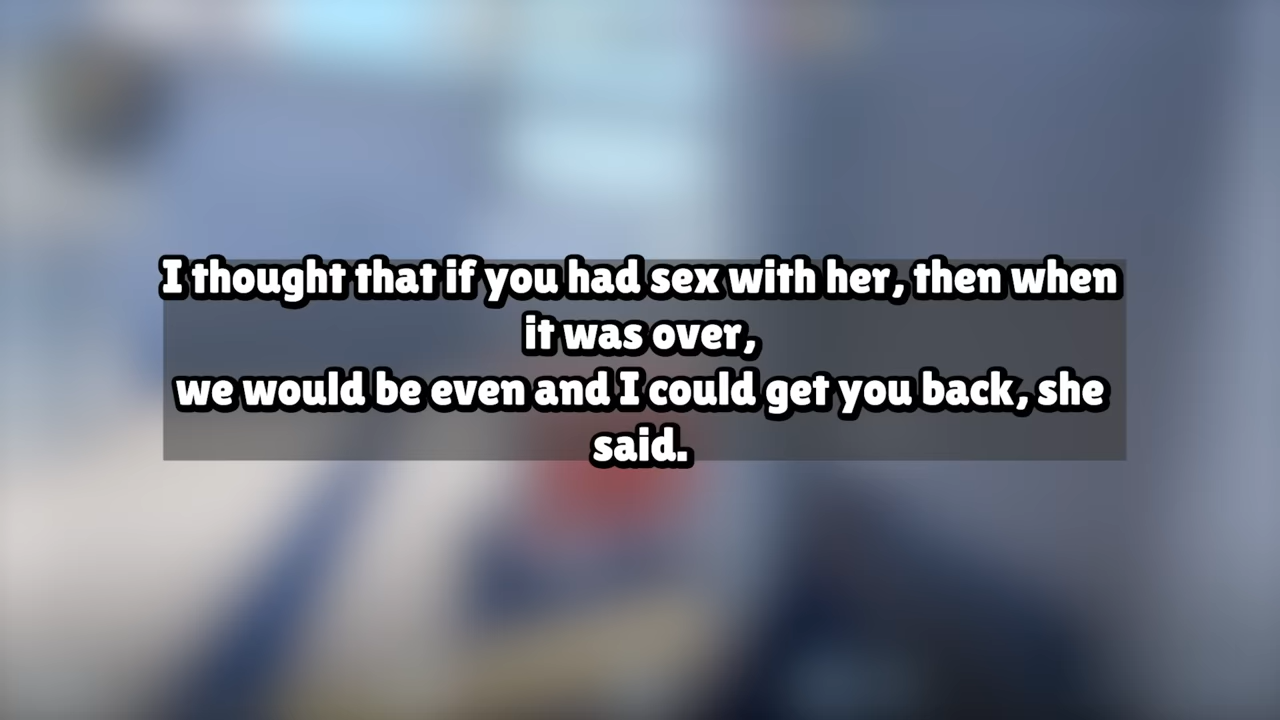 I thought that if you had sex with her, then when
it was over,
we would be even and I could get you back, she
said.